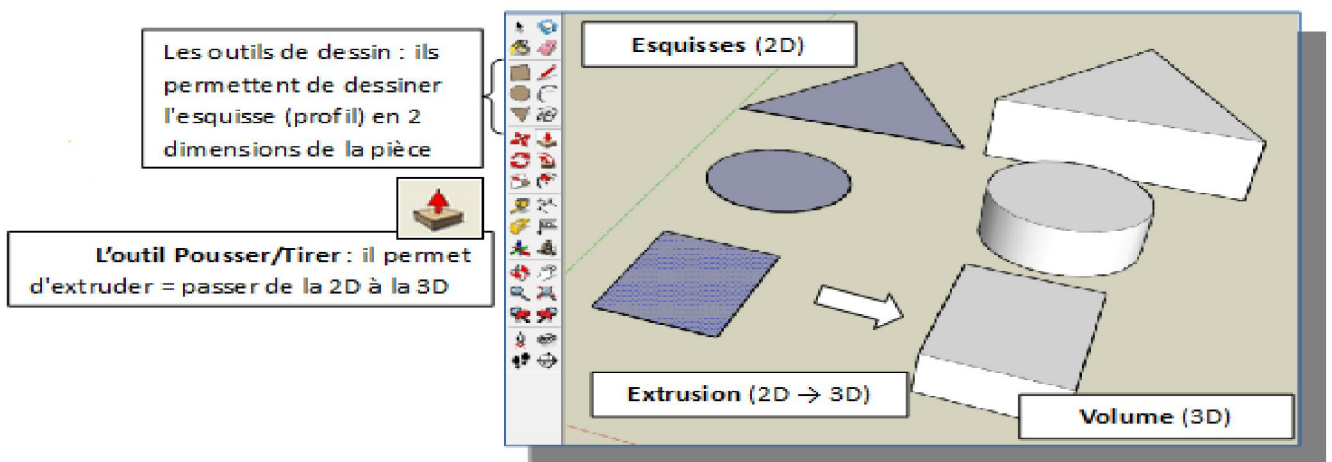 Les outils de dessin : ils
permettent de dessiner
l'esquisse (profil) en 2
dimensions de la pièce
L'outil Pousser/Tirer : il permet
d'extruder = passer de la 2D à la 3D
Esquisses (2D)
Extrusion (2D → 3D)
Volume (3D)